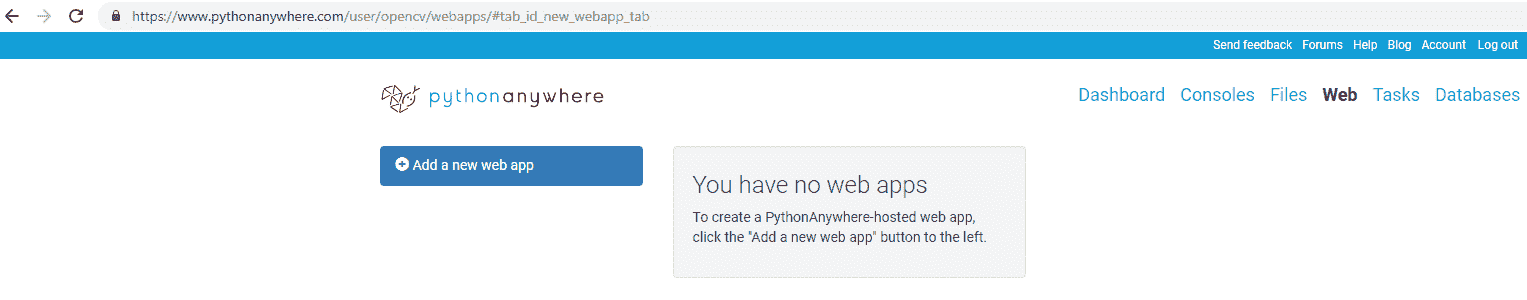 https://www.pythonanywhere.com/user/opencv/webapps/#tab_id_new_webapp_tab
Send feedback Forums Help Blog Account Log out
pythonanywhere
Dashboard Consoles Files Web Tasks Databases
Add a new web app
You have no web apps
To create a PythonAnywhere-hosted web app,
click the "Add a new web app" button to the left.